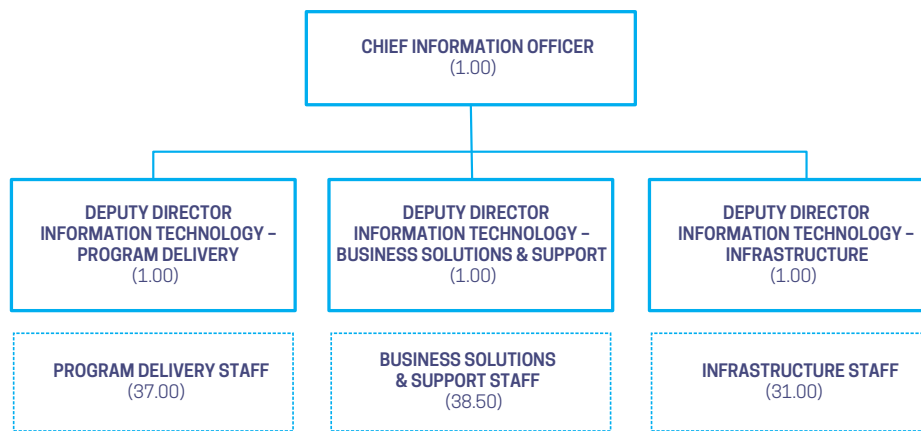 CHIEF INFORMATION OFFICER
(1.00)
DEPUTY DIRECTOR
INFORMATION TECHNOLOGY –
PROGRAM DELIVERY
(1.00)
DEPUTY DIRECTOR
INFORMATION TECHNOLOGY –
BUSINESS SOLUTIONS & SUPPORT
(1.00)
DEPUTY DIRECTOR
INFORMATION TECHNOLOGY –
INFRASTRUCTURE
(1.00)
PROGRAM DELIVERY STAFF
(37.00)
BUSINESS SOLUTIONS
& SUPPORT STAFF
(38.50)
INFRASTRUCTURE STAFF
(31.00)